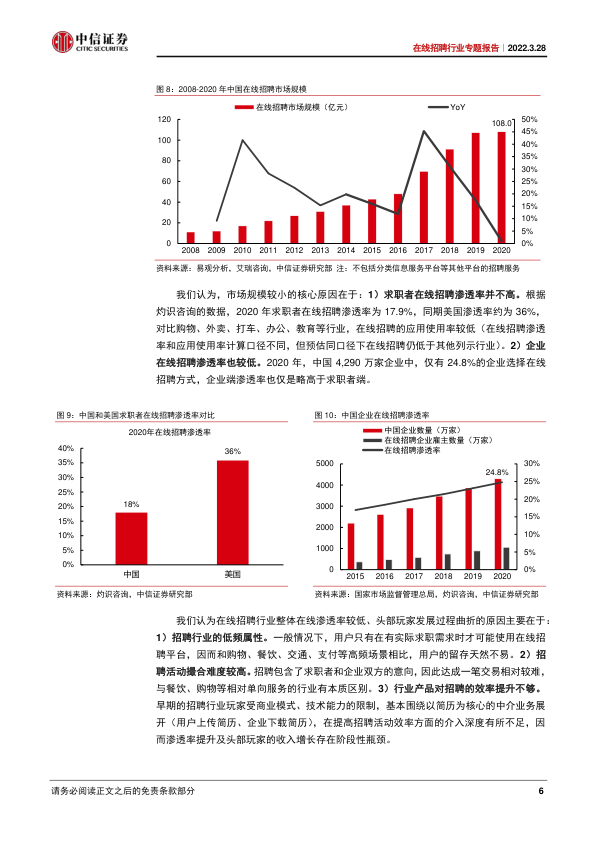 中信证券
CITIC SECURITIES
在线招聘行业专题报告｜2022.3.28
图 8：2008-2020 年中国在线招聘市场规模
在线招聘市场规模（亿元） YoY
120 50%
45%
100 40%
35%
80 30%
60 25%
20%
40 15%
20 10%
5%
0 0%
108.0
2008 2009 2010 2011 2012 2013 2014 2015 2016 2017 2018 2019 2020
资料来源：易观分析，艾瑞咨询，中信证券研究部 注：不包括分类信息服务平台等其他平台的招聘服务
我们认为，市场规模较小的核心原因在于：1）求职者在线招聘渗透率并不高。根据
灼识咨询的数据，2020 年求职者在线招聘渗透率为 17.9%，同期美国渗透率约为 36%，
对比购物、外卖、打车、办公、教育等行业，在线招聘的应用使用率较低（在线招聘渗透
率和应用使用率计算口径不同，但预估同口径下在线招聘仍低于其他列示行业）。2）企业
在线招聘渗透率也较低。2020 年，中国 4,290 万家企业中，仅有 24.8%的企业选择在线
招聘方式，企业端渗透率也仅是略高于求职者端。
图 9：中国和美国求职者在线招聘渗透率对比
2020年在线招聘渗透率
40%
35%
30%
25%
20%
15%
10%
5%
0%
18%
36%
中国 美国
资料来源：灼识咨询，中信证券研究部
图 10：中国企业在线招聘渗透率
中国企业数量（万家）
在线招聘企业雇主数量（万家）
在线招聘渗透率
5000 30%
4000 25%
3000 20%
15%
2000 10%
1000 5%
0 0%
24.8%
2015 2016 2017 2018 2019 2020
资料来源：国家市场监督管理总局，灼识咨询，中信证券研究部
我们认为在线招聘行业整体在线渗透率较低、头部玩家发展过程曲折的原因主要在于：
1）招聘行业的低频属性。一般情况下，用户只有在有实际求职需求时才可能使用在线招
聘平台，因而和购物、餐饮、交通、支付等高频场景相比，用户的留存天然不易。2）招
聘活动撮合难度较高。招聘包含了求职者和企业双方的意向，因此达成一笔交易相对较难，
与餐饮、购物等相对单向服务的行业有本质区别。3）行业产品对招聘的效率提升不够。
早期的招聘行业玩家受商业模式、技术能力的限制，基本围绕以简历为核心的中介业务展
开（用户上传简历、企业下载简历），在提高招聘活动效率方面的介入深度有所不足，因
而渗透率提升及头部玩家的收入增长存在阶段性瓶颈。
请务必阅读正文之后的免责条款部分
6